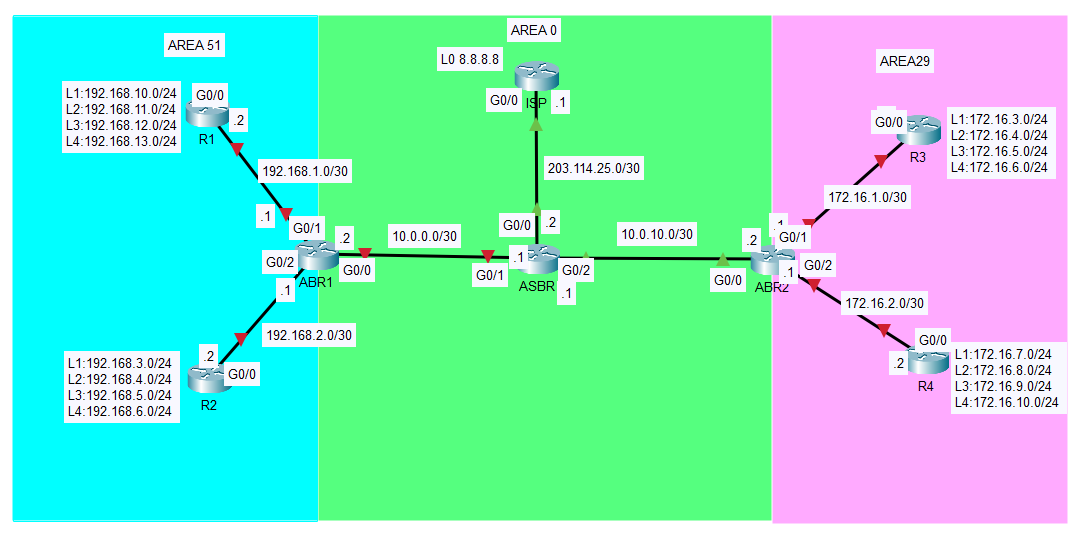 AREA 51
AREA 0
AREA29
L0 8.8.8.8
G0/0
ISP
.1
L1:192.168.10.0/24
L2:192.168.11.0/24
L3:192.168.12.0/24
L4:192.168.13.0/24
G0/0
.2
R1
192.168.1.0/30
.1
G0/1
G0/2
.2
G0/0
ABR1
.1
192.168.2.0/30
.2
G0/0
R2
L1:192.168.3.0/24
L2:192.168.4.0/24
L3:192.168.5.0/24
L4:192.168.6.0/24
203.114.25.0/30
G0/0
.2
10.0.0.0/30
.1
G0/1
ASBR
G0/2
.1
10.0.10.0/30
.2
G0/0
ABR2
.1
G0/1
G0/2
.1
172.16.1.0/30
G0/0
R3
L1:172.16.3.0/24
L2:172.16.4.0/24
L3:172.16.5.0/24
L4:172.16.6.0/24
172.16.2.0/30
G0/0
.2
R4
L1:172.16.7.0/24
L2:172.16.8.0/24
L3:172.16.9.0/24
L4:172.16.10.0/24